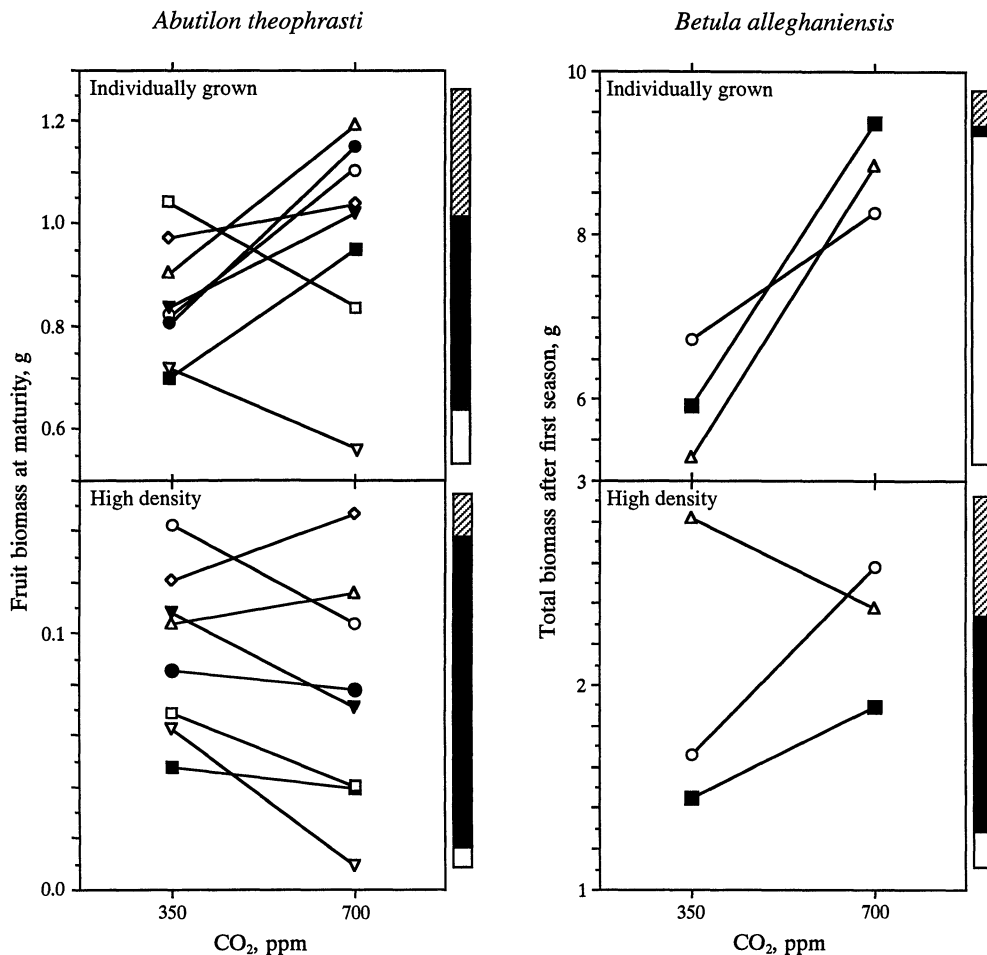 Abutilon theophrasti
Betula alleghaniensis
Individually grown
1.2
1.0
0.8
0.6
High density
0.1
0.0
350
700
CO₂, ppm
Fruit biomass at maturity, g
Individually grown
10
8
6
3
High density
2
1
350
700
CO₂, ppm
Total biomass after first season, g